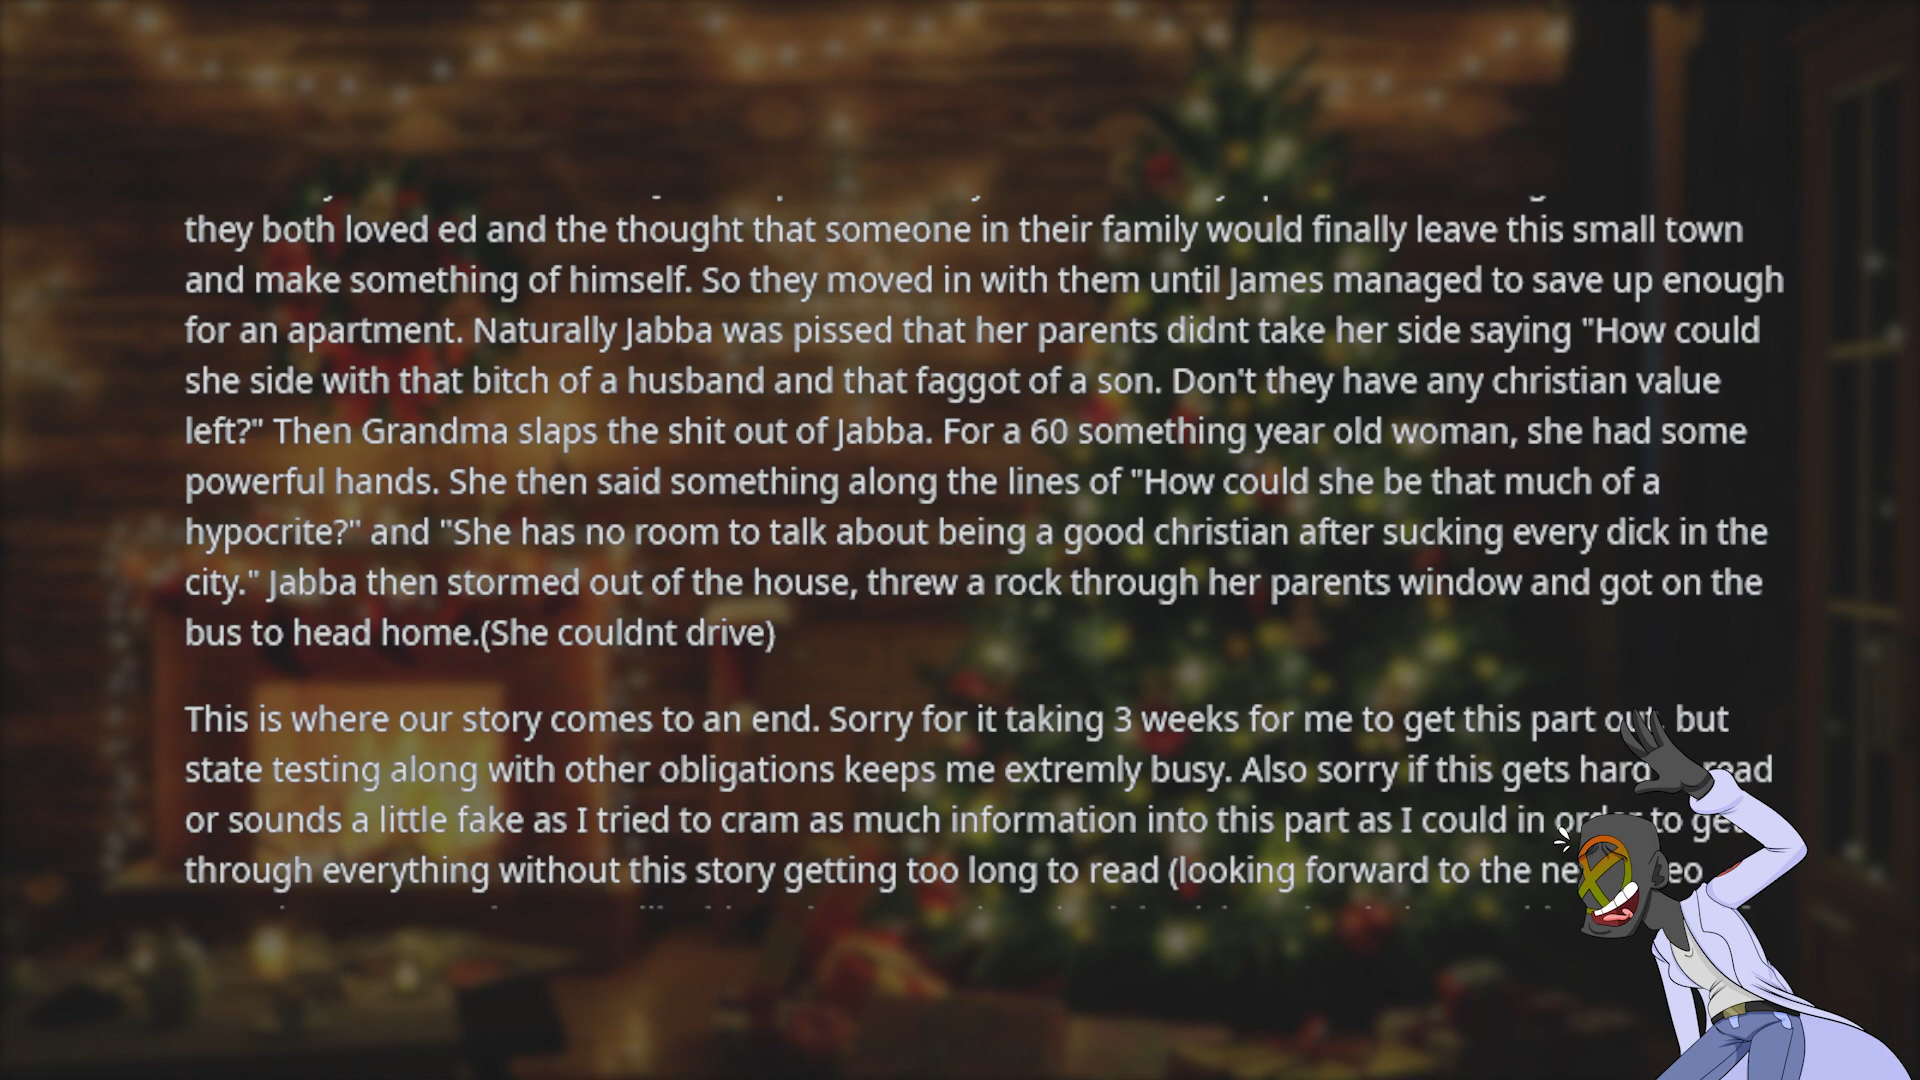 they both loved ed and the thought that someone in their family would finally leave this small town
and make something of himself. So they moved in with them until James managed to save up enough
for an apartment. Naturally Jabba was pissed that her parents didnt take her side saying "How could
she side with that bitch of a husband and that faggot of a son. Don't they have any christian value
left?" Then Grandma slaps the shit out of Jabba. For a 60 something year old woman, she had some
powerful hands. She then said something along the lines of "How could she be that much of a
hypocrite?" and "She has no room to talk about being a good christian after sucking every dick in the
city." Jabba then stormed out of the house, threw a rock through her parents window and got on the
bus to head home.(She couldnt drive)
This is where our story comes to an end. Sorry for it taking 3 weeks for me to get this part out, but
state testing along with other obligations keeps me extremly busy. Also sorry if this gets hard read
or sounds a little fake as I tried to cram as much information into this part as I could in order to get
through everything without this story getting too long to read (looking forward to the